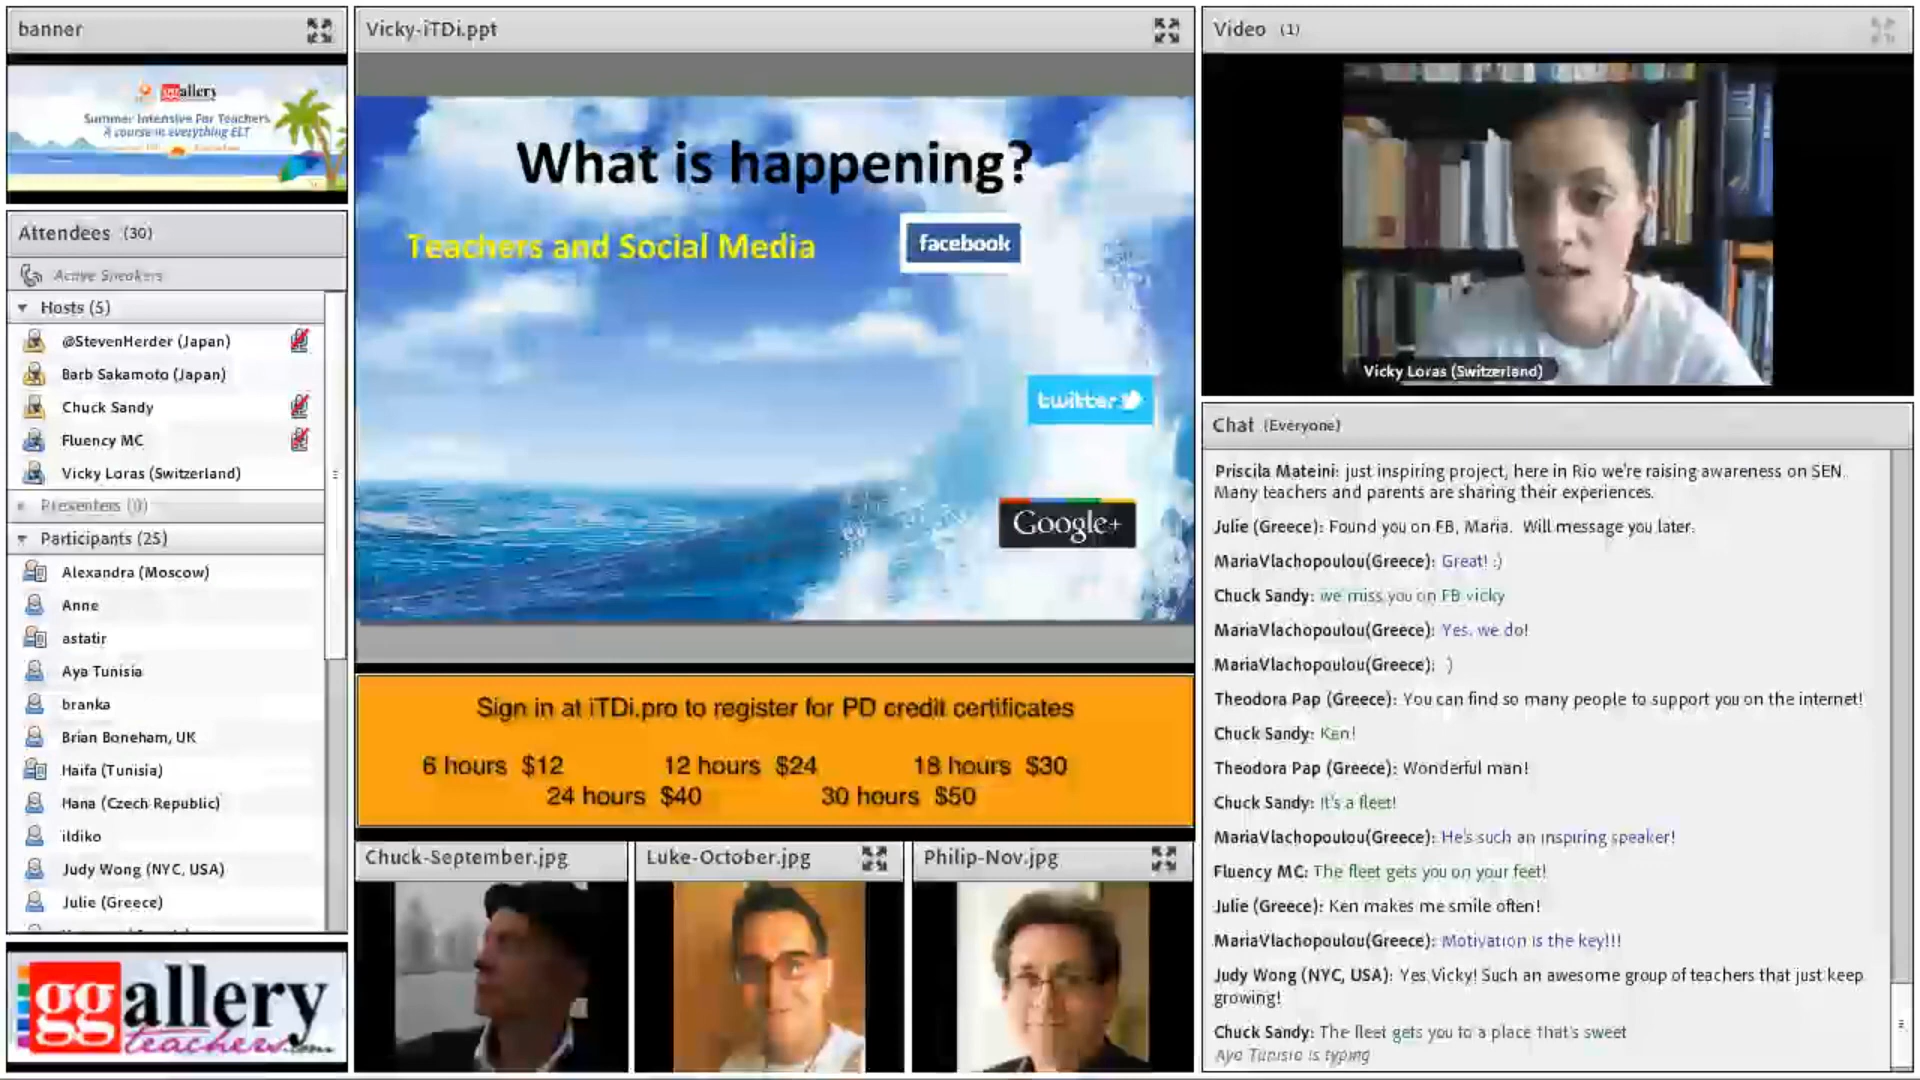 banner
ggallery
Summer Intensive For Teachers
A course in everything ELT
Attendees (30)
Active Speakers
Hosts (5)
@StevenHerder (Japan)
Barb Sakamoto (Japan)
Chuck Sandy
Fluency MC
Vicky Loras (Switzerland)
Presenters (0)
Participants (25)
Alexandra (Moscow)
Anne
astatir
Aya Tunisia
branka
Brian Boneham, UK
Haifa (Tunisia)
Hana (Czech Republic)
ildiko
Judy Wong (NYC, USA)
Julie (Greece)
ggallery
teachers.com
Vicky-iTDi.ppt
What is happening?
Teachers and Social Media
facebook
twitter
Google+
Sign in at iTDi.pro to register for PD credit certificates
6 hours $12 12 hours $24 18 hours $30
24 hours $40 30 hours $50
Chuck-September.jpg
Luke-October.jpg
Philip-Nov.jpg
Video (1)
Vicky Loras (Switzerland)
Chat (Everyone)
Priscila Mateini: just inspiring project, here in Rio we're raising awareness on SEN.
Many teachers and parents are sharing their experiences.
Julie (Greece): Found you on FB, Maria. Will message you later.
MariaVlachopoulou(Greece): Great! :)
Chuck Sandy: we miss you on FB vicky
MariaVlachopoulou(Greece): Yes, we do!
MariaVlachopoulou(Greece): :)
Theodora Pap (Greece): You can find so many people to support you on the internet!
Chuck Sandy: Ken!
Theodora Pap (Greece): Wonderful man!
Chuck Sandy: It's a fleet!
MariaVlachopoulou(Greece): He's such an inspiring speaker!
Fluency MC: The fleet gets you on your feet!
Julie (Greece): Ken makes me smile often!
MariaVlachopoulou(Greece): Motivation is the key!!!
Judy Wong (NYC, USA): Yes Vicky! Such an awesome group of teachers that just keep
growing!
Chuck Sandy: The fleet gets you to a place that's sweet
Aya Tunisia is typing